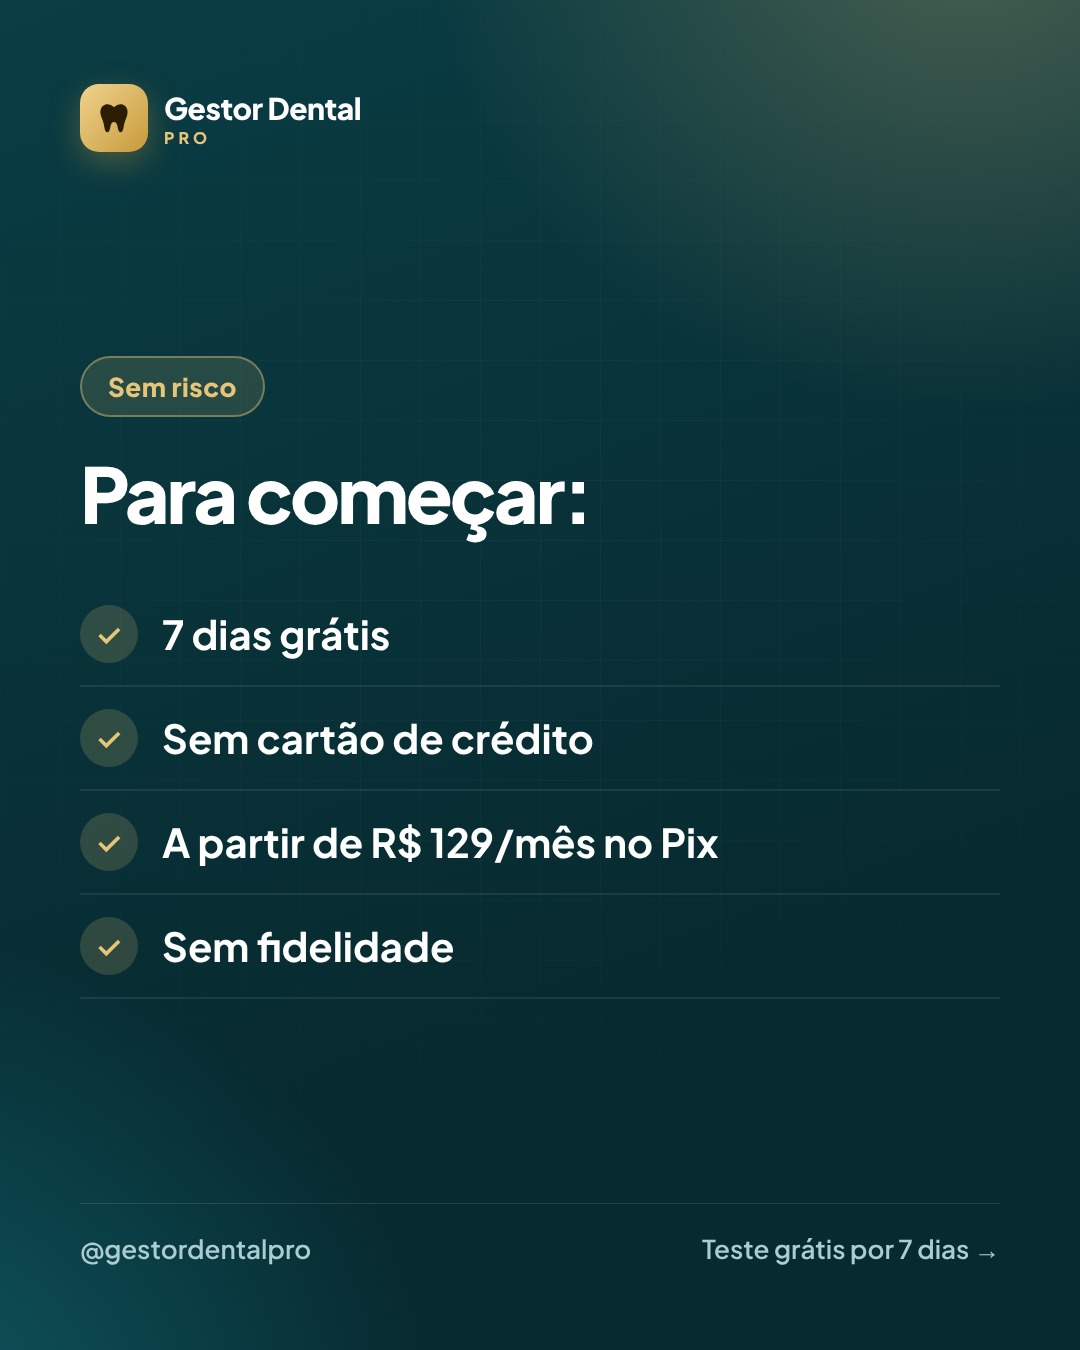 Gestor Dental
PRO
Sem risco
Para começar:
7 dias grátis
Sem cartão de crédito
A partir de R$ 129/mês no Pix
Sem fidelidade
@gestordentalpro
Teste grátis por 7 dias →